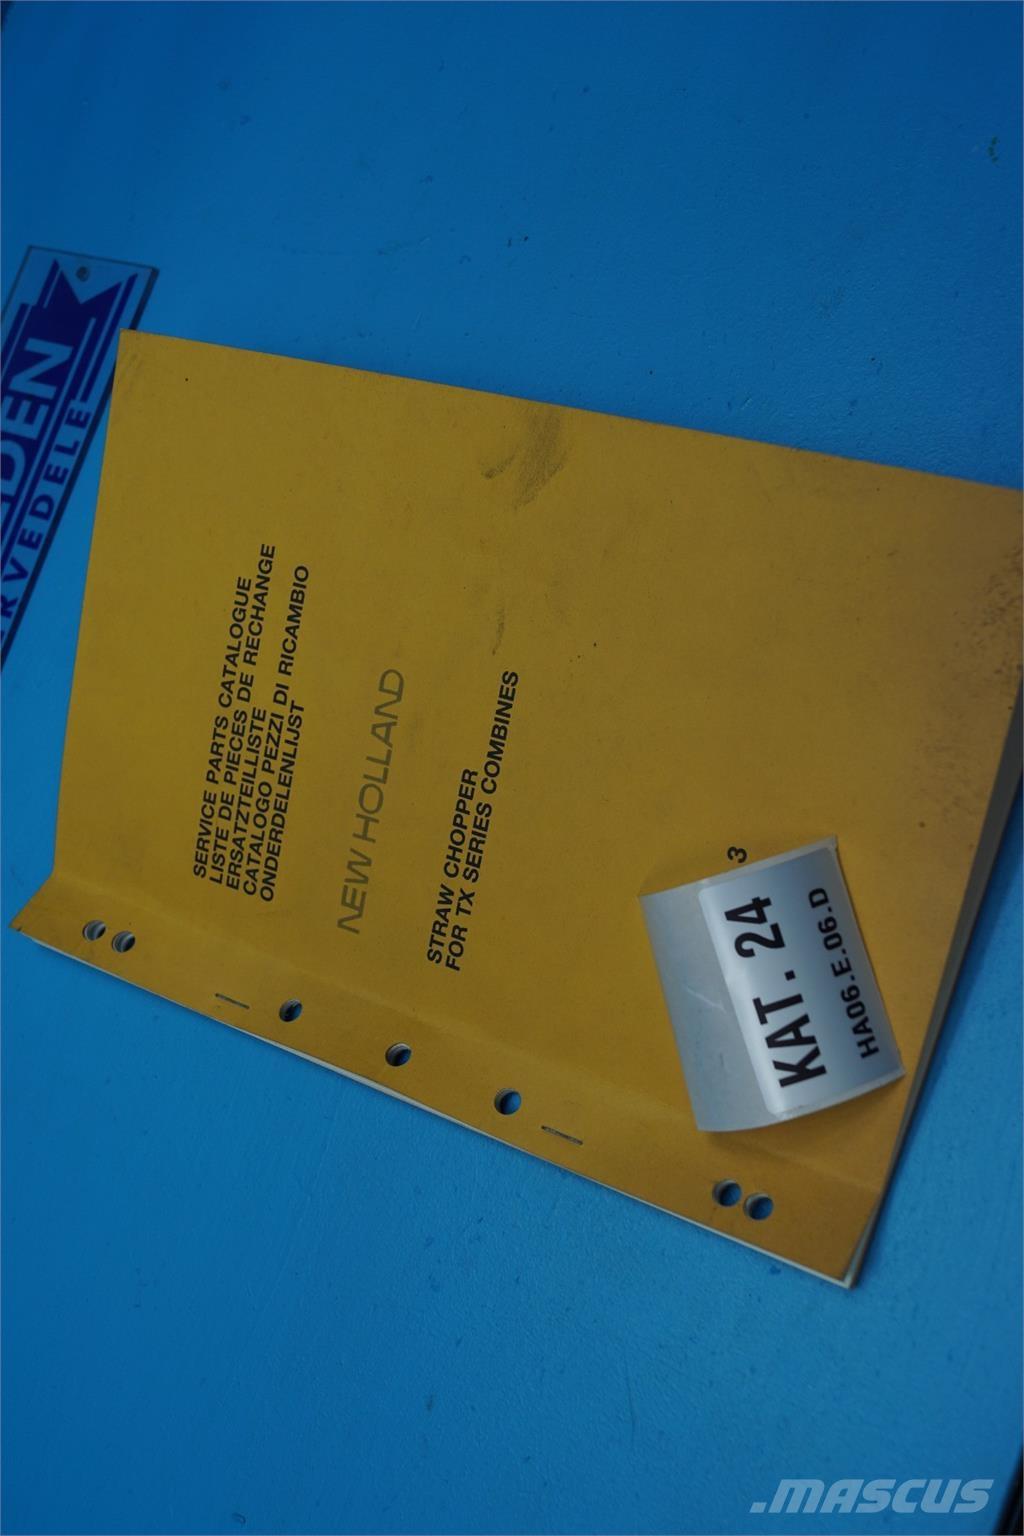 SERVICE PARTS CATALOGUE
LISTE DE PIECES DE RECHANGE
ERSATZTEILLISTE
CATALOGO PEZZI DI RICAMBIO
ONDERDELENLIJST
NEW HOLLAND
STRAW CHOPPER
FOR TX SERIES COMBINES
3
KAT. 24
HA06.E.06.D
.MASCUS